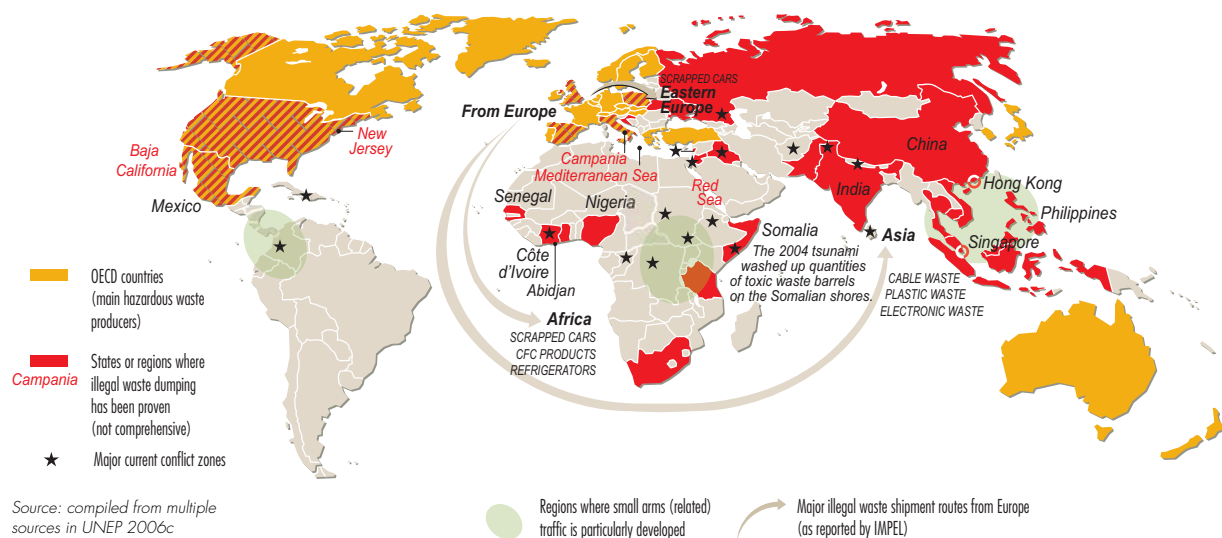 SCRAPPED CARS
Eastern
Europe
From Europe
New
Jersey
Baja
California
Mexico
Campania
Mediterranean Sea
Red
Sea
China
India
Hong Kong
Philippines
Singapore
Senegal
Nigeria
Côte
d'Ivoire
Abidjan
Somalia
The 2004 tsunami
washed up quantities
of toxic waste barrels
on the Somalian shores.
Asia
CABLE WASTE
PLASTIC WASTE
ELECTRONIC WASTE
Africa
SCRAPPED CARS
CFC PRODUCTS
REFRIGERATORS
OECD countries
(main hazardous waste
producers)
Campania
States or regions where
illegal waste dumping
has been proven
(not comprehensive)
Major current conflict zones
Source: compiled from multiple
sources in UNEP 2006c
Regions where small arms (related)
traffic is particularly developed
Major illegal waste shipment routes from Europe
(as reported by IMPEL)